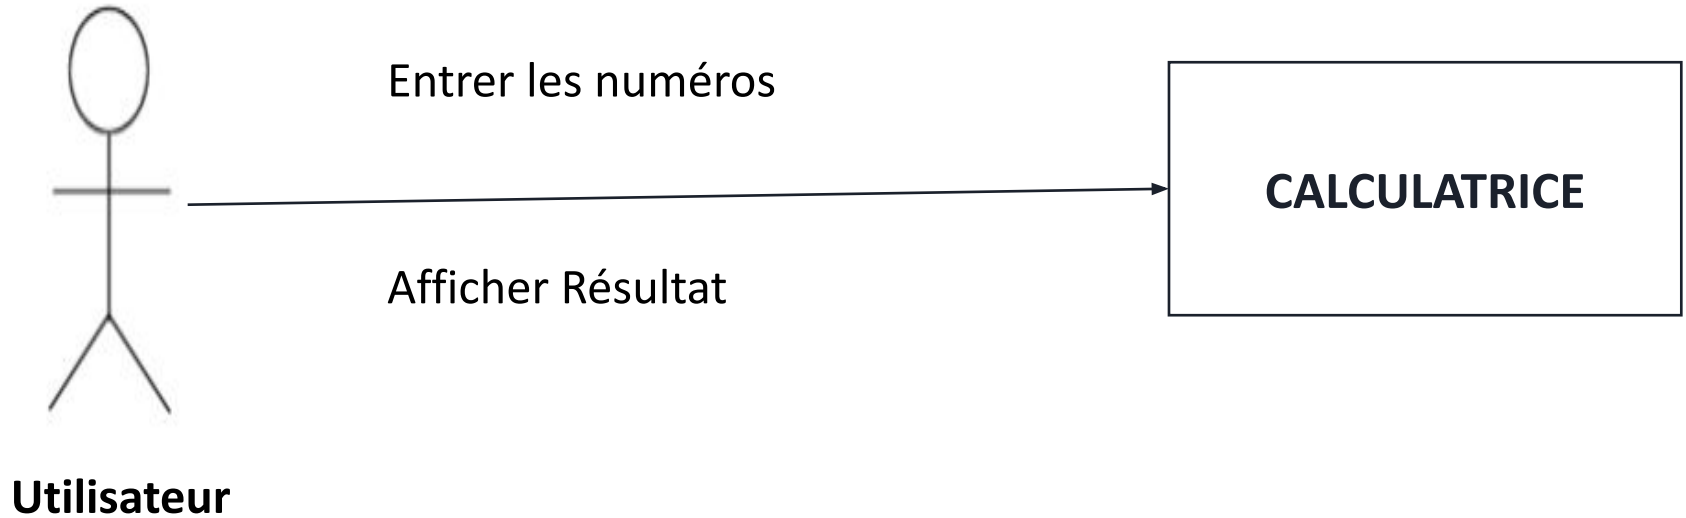 Entrer les numéros
CALCULATRICE
Afficher Résultat
Utilisateur